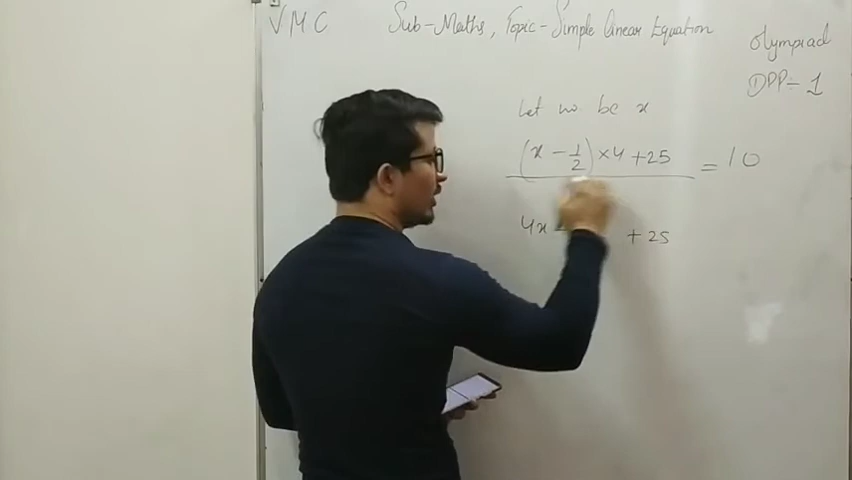 VMC
Sub-Maths, Topic-Simple linear Equation
Olympiad
DPP-1
Let no be x
(x - 1/2) × 4 + 25 = 10
4x + 25